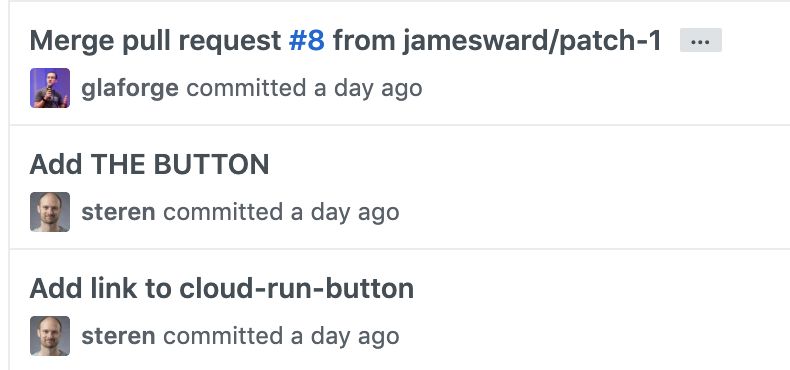 Merge pull request #8 from jamesward/patch-1 ...
glaforge committed a day ago
Add THE BUTTON
steren committed a day ago
Add link to cloud-run-button
steren committed a day ago